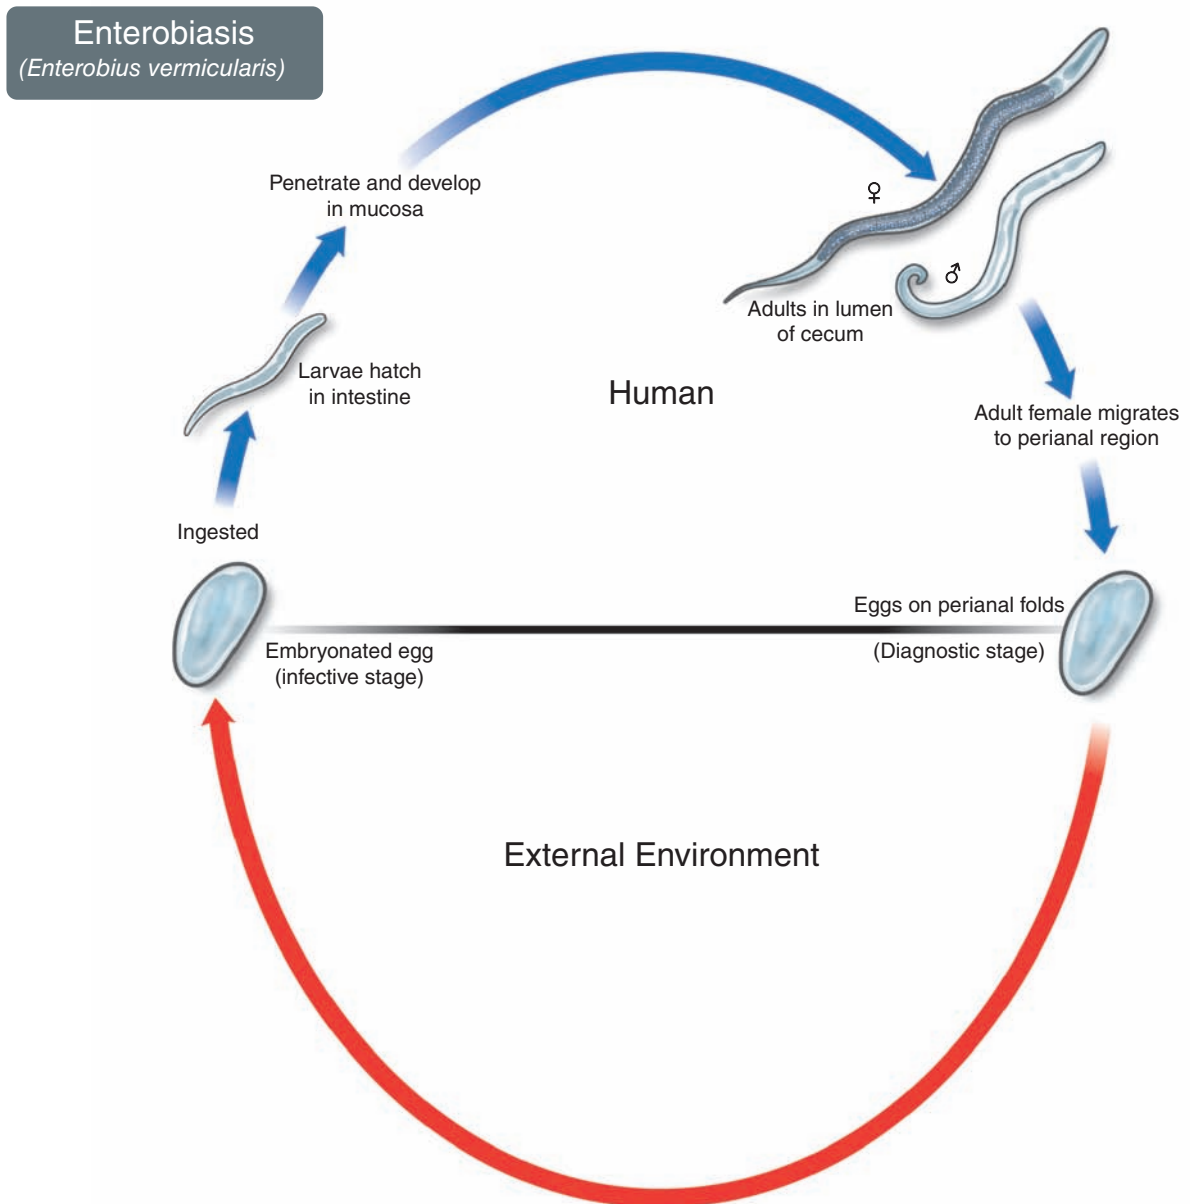 Enterobiasis
(Enterobius vermicularis)
Penetrate and develop
in mucosa
♀
♂
Adults in lumen
of cecum
Larvae hatch
in intestine
Human
Adult female migrates
to perianal region
Ingested
Eggs on perianal folds
Embryonated egg
(infective stage)
(Diagnostic stage)
External Environment